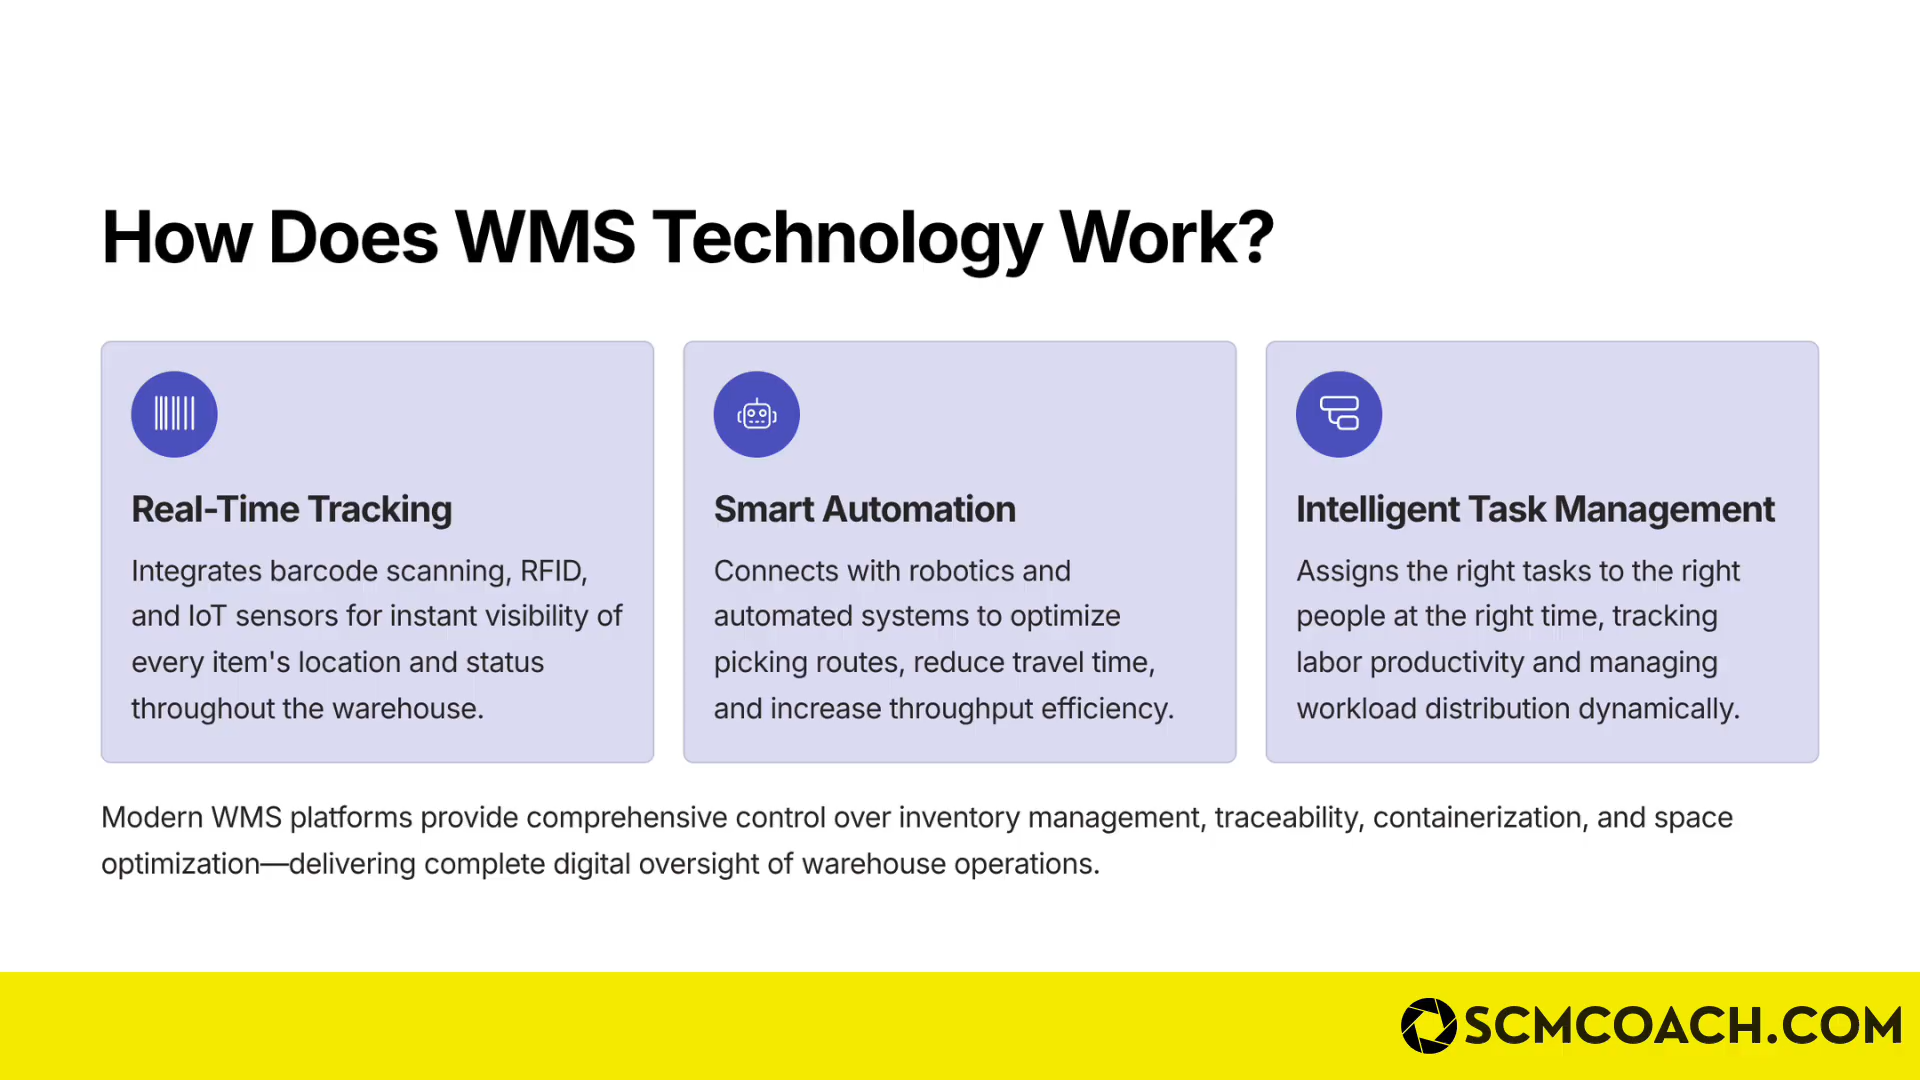 How Does WMS Technology Work?
Real-Time Tracking
Integrates barcode scanning, RFID,
and IoT sensors for instant visibility of
every item's location and status
throughout the warehouse.
Smart Automation
Connects with robotics and
automated systems to optimize
picking routes, reduce travel time,
and increase throughput efficiency.
Intelligent Task Management
Assigns the right tasks to the right
people at the right time, tracking
labor productivity and managing
workload distribution dynamically.
Modern WMS platforms provide comprehensive control over inventory management, traceability, containerization, and space
optimization—delivering complete digital oversight of warehouse operations.
SCMCOACH.COM